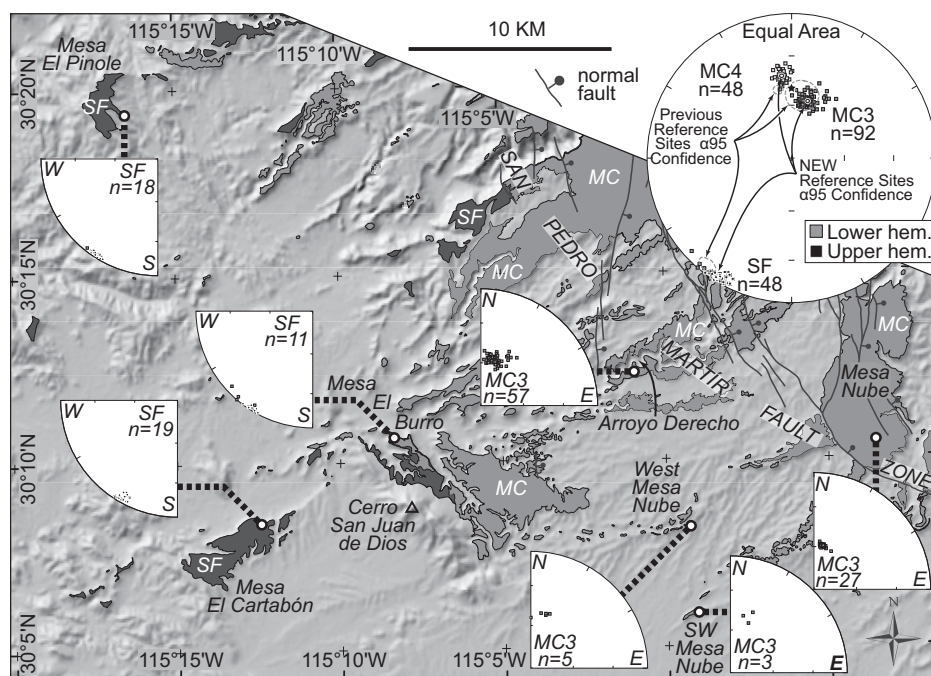 115°15'W
115°10'W
10 KM
Equal Area
Mesa
El Pinole
30°20'N
SF
normal
fault
MC4
n=48
MC3
n=92
115°5'W
Previous
Reference
Sites α95
Confidence
NEW
Reference Sites
α95 Confidence
W
SF
n=18
S
SAN
MC
SF
PEDRO
Lower hem.
Upper hem.
SF
n=48
30°15'N
MC
N
MC3
n=57
E
MC
MARTIR
MC
Mesa
Nube
W
SF
n=11
S
Mesa
El
Burro
Arroyo Derecho
FAULT
ZONE
W
SF
n=19
S
30°10'N
MC
West
Mesa
Nube
Cerro
San Juan
de Dios
N
MC3
n=27
E
SF
Mesa
El Cartabón
N
MC3
n=5
E
SW
Mesa
Nube
N
MC3
n=3
E
N
30°5'N
115°15'W
115°10'W
115°5'W